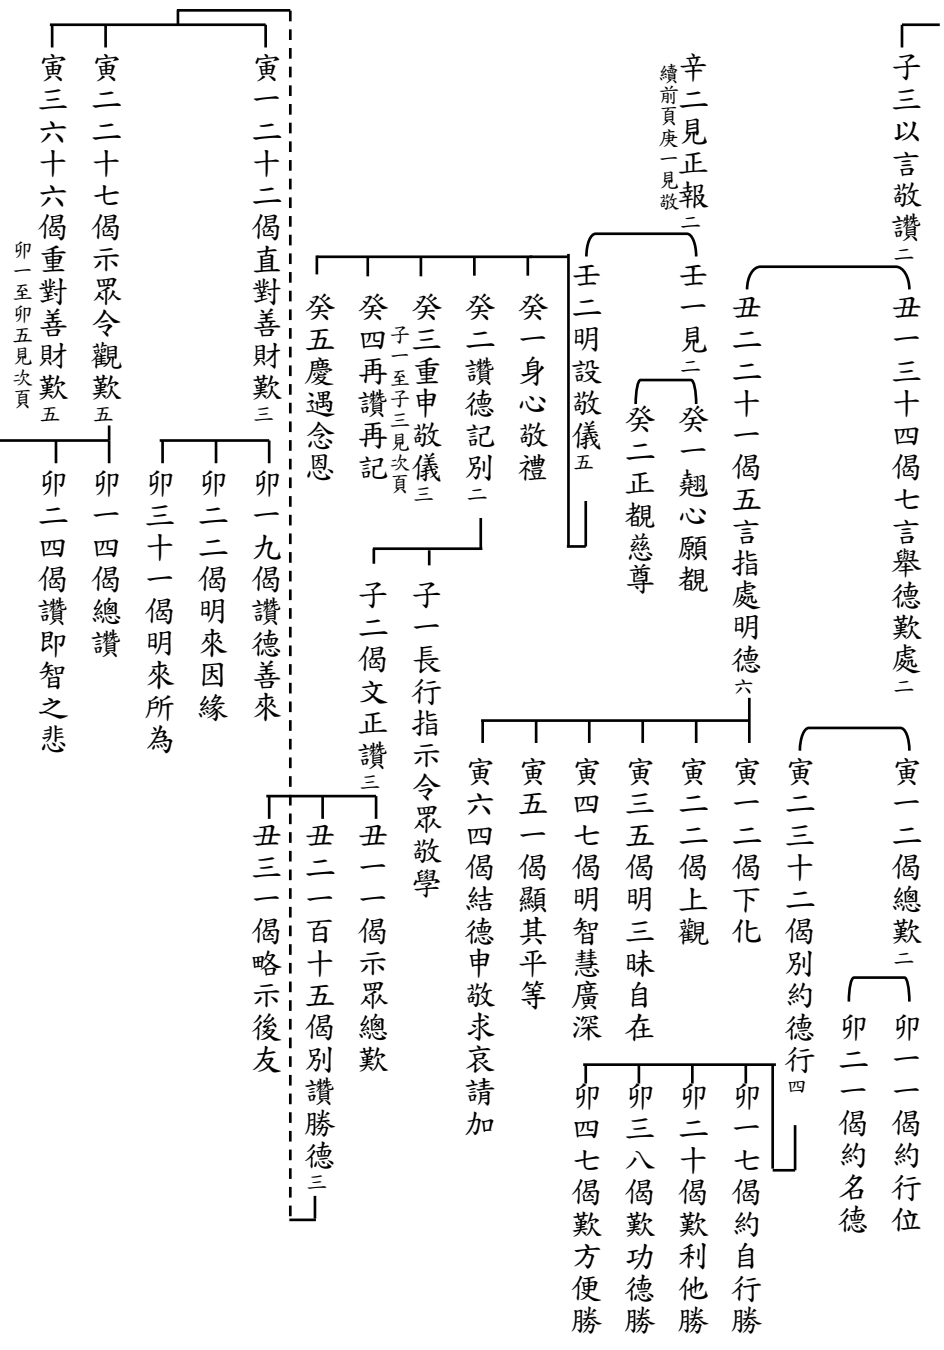 子三以言敬讚二
丑一三十四偈七言舉德歎處二
寅一二偈總歎二
卯一一偈約行位
卯二一偈約名德
寅二三十二偈別約德行四
卯一七偈約自行勝
卯二十偈歎利他勝
卯三八偈歎功德勝
卯四七偈歎方便勝
丑二二十一偈五言指處明德六
寅一二偈下化
寅二二偈上觀
寅三五偈明三昧自在
寅四七偈明智慧廣深
寅五一偈顯其平等
寅六四偈結德申敬求哀請加
辛二見正報二
續前頁庚一見敬
壬一見二
癸一翹心願覩
癸二正覩慈尊
壬二明設敬儀五
癸一身心敬禮
癸二讚德記別二
子一長行指示令眾敬學
子二偈文正讚三
丑一一偈示眾總歎
丑二一百十五偈別讚勝德三
丑三一偈略示後友
癸三重申敬儀三
子一至子三見次頁
癸四再讚再記
癸五慶遇念恩
寅一二十二偈直對善財歎三
卯一九偈讚德善來
卯二二偈明來因緣
卯三十一偈明來所為
寅二二十七偈示眾令觀歎五
卯一四偈總讚
卯二四偈讚即智之悲
寅三六十六偈重對善財歎五
卯一至卯五見次頁